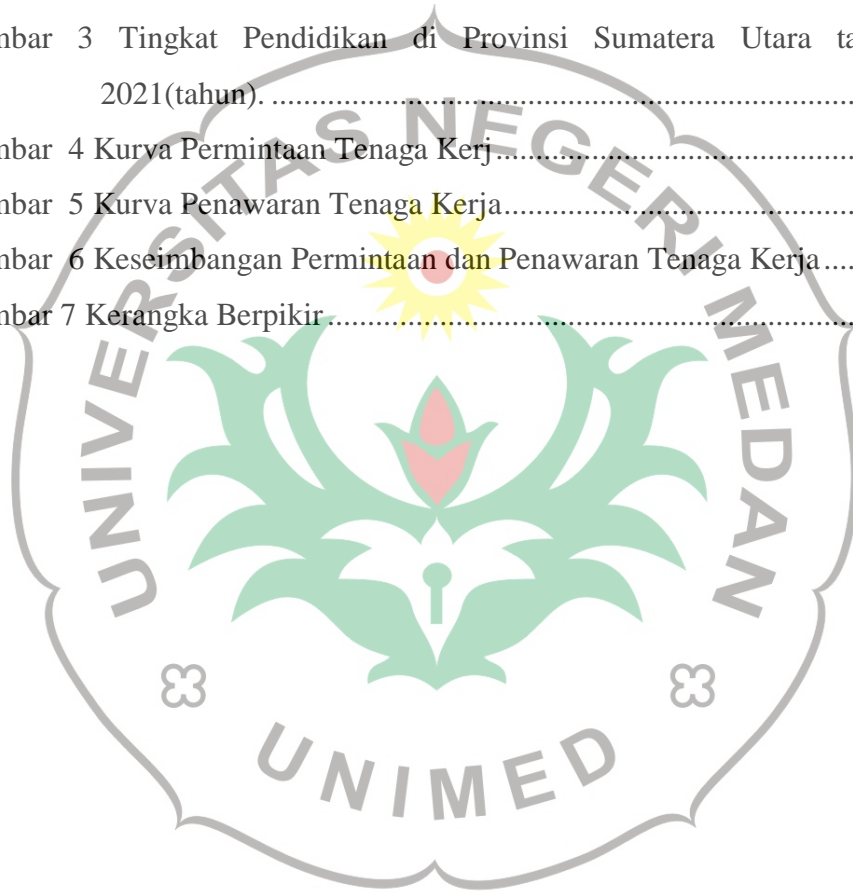 mbar 3 Tingkat Pendidikan di Provinsi Sumatera Utara ta
2021(tahun). ..........................................................................
mbar 4 Kurva Permintaan Tenaga Kerj..............................................
mbar 5 Kurva Penawaran Tenaga Kerja.............................................
mbar 6 Keseimbangan Permintaan dan Penawaran Tenaga Kerja....
mbar 7 Kerangka Berpikir...................................................................
UNIVERSITAS NEGERI MEDAN
UNIMED